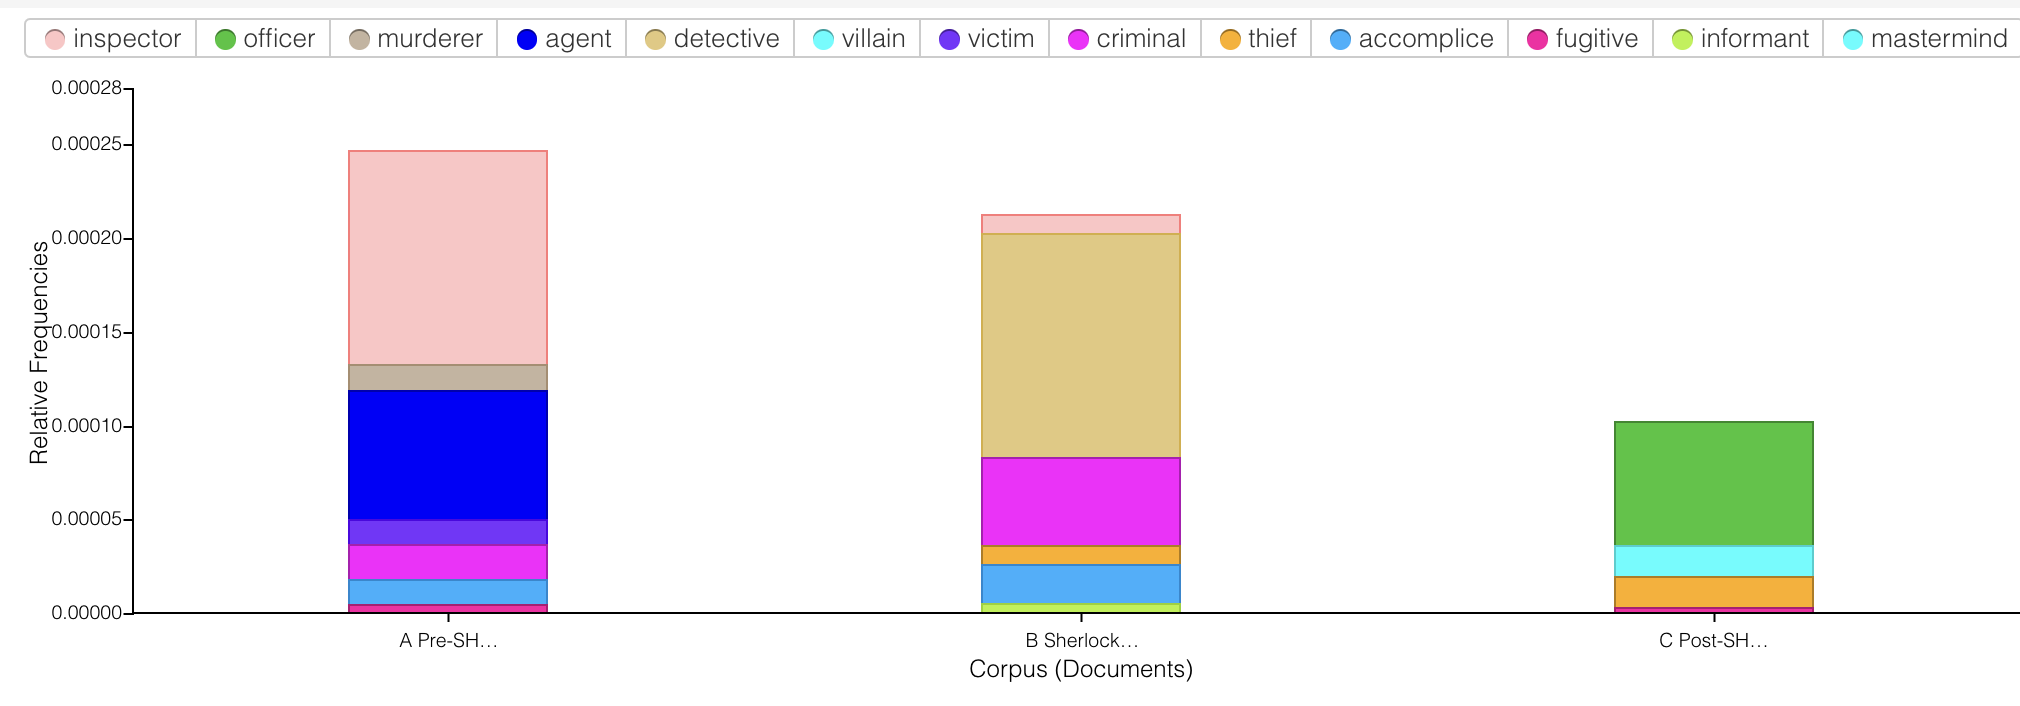 inspector officer murderer agent detective villain victim criminal thief accomplice fugitive informant mastermind
0.00028
0.00025
0.00020
0.00015
0.00010
0.00005
0.00000
Relative Frequencies
A Pre-SH… B Sherlock… C Post-SH…
Corpus (Documents)